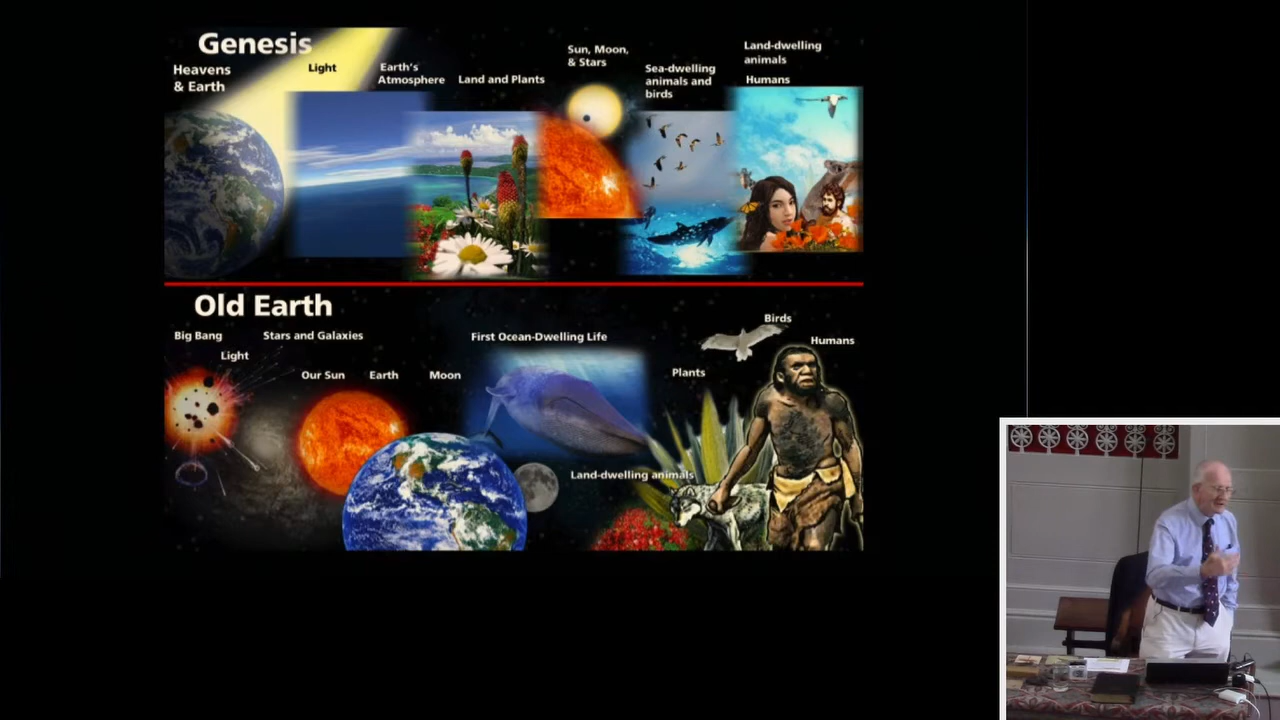 Genesis
Heavens
& Earth
Light
Earth's
Atmosphere
Land and Plants
Sun, Moon,
& Stars
Sea-dwelling
animals and
birds
Land-dwelling
animals
Humans
Old Earth
Big Bang
Light
Stars and Galaxies
Our Sun
Earth
Moon
First Ocean-Dwelling Life
Land-dwelling animals
Plants
Birds
Humans